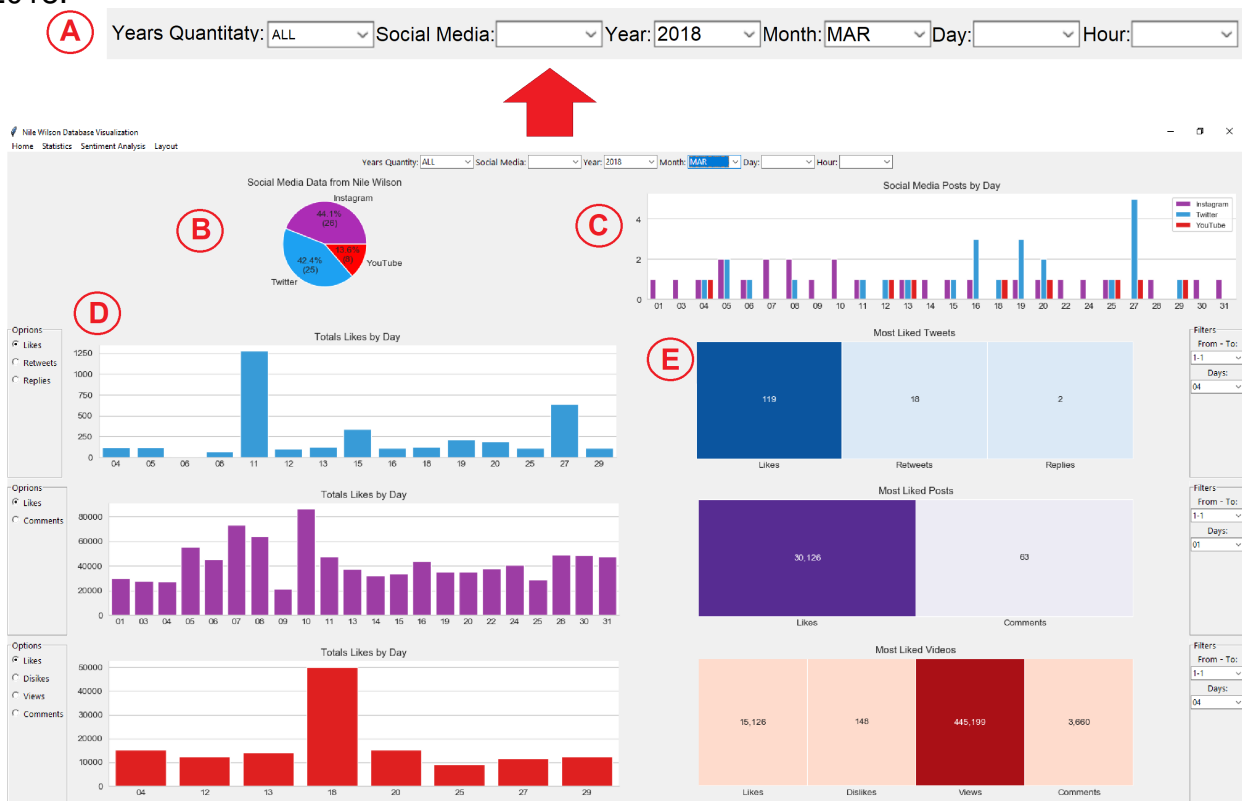 2018.
A
Years Quantitaty: ALL Social Media: Year: 2018 Month: MAR Day: Hour:
Nile Wilson Database Visualization
Home Statistics Sentiment Analysis Layout
Years Quantity: ALL Social Media: Year: 2018 Month: MAR Day: Hour:
B
Social Media Data from Nile Wilson
Instagram
44.1%
(26)
13.6%
(8)
YouTube
42.4%
(25)
Twitter
C
Social Media Posts by Day
Instagram
Twitter
YouTube
4
2
0
01 03 04 05 06 07 08 09 10 11 12 13 14 15 16 18 19 20 22 24 25 27 28 29 30 31
D
Options
Likes
Retweets
Replies
Totals Likes by Day
1250
1000
750
500
250
0
04 05 06 08 11 12 13 15 16 18 19 20 25 27 29
E
Most Liked Tweets
119 18 2
Likes Retweets Replies
Filters
From - To:
1-1
Days:
04
Oprions
Likes
Comments
Totals Likes by Day
80000
60000
40000
20000
0
01 03 04 05 06 07 08 09 10 11 13 14 15 16 19 20 22 24 25 28 30 31
Most Liked Posts
30,126 63
Likes Comments
Filters
From - To:
1-1
Days:
01
Options
Likes
Disikes
Views
Comments
Totals Likes by Day
50000
40000
30000
20000
10000
0
04 12 13 18 20 25 27 29
Most Liked Videos
15,126 148 445,199 3,660
Likes Dislikes Views Comments
Filters
From - To:
1-1
Days:
04